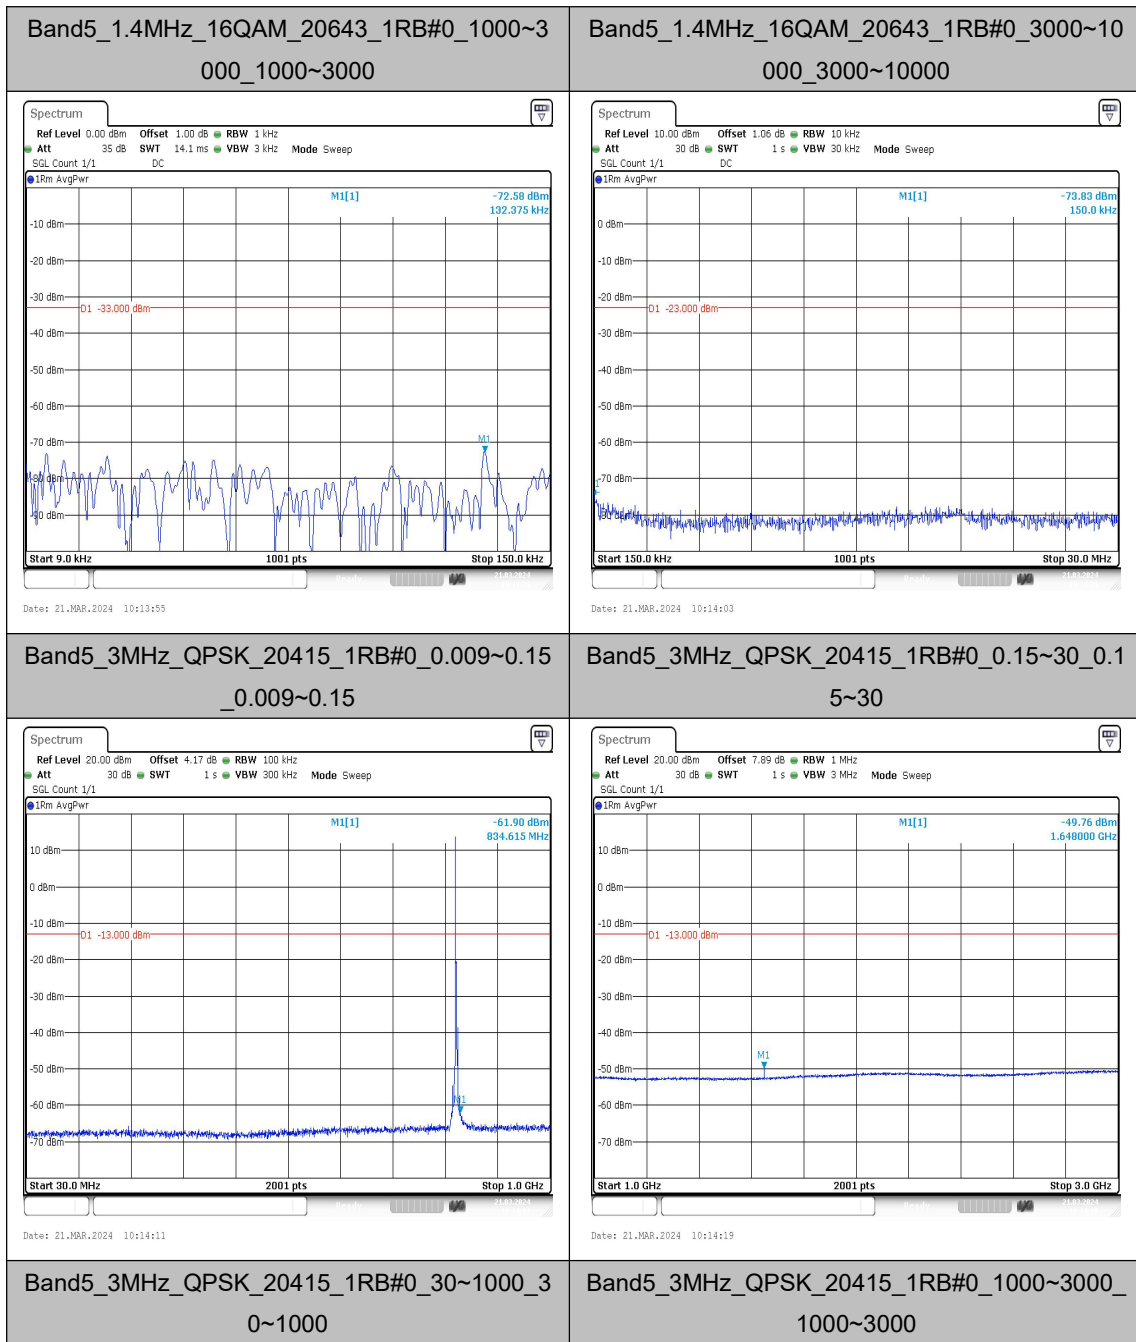 Band5_1.4MHz_16QAM_20643_1RB#0_1000~3
000_1000~3000
Band5_1.4MHz_16QAM_20643_1RB#0_3000~10
000_3000~10000
Spectrum
Ref Level 0.00 dBm Offset 1.00 dB RBW 1 kHz
Att 35 dB SWT 14.1 ms VBW 3 kHz Mode Sweep
SGL Count 1/1 DC
1Rm AvgPwr
M1[1] -72.58 dBm
132.375 kHz
-10 dBm
-20 dBm
-30 dBm
D1 -33.000 dBm
-40 dBm
-50 dBm
-60 dBm
-70 dBm
M1
Start 9.0 kHz 1001 pts Stop 150.0 kHz
Date: 21.MAR.2024 10:13:55
Spectrum
Ref Level 10.00 dBm Offset 1.06 dB RBW 10 kHz
Att 30 dB SWT 1 s VBW 30 kHz Mode Sweep
SGL Count 1/1 DC
1Rm AvgPwr
M1[1] -73.83 dBm
150.0 kHz
0 dBm
-10 dBm
-20 dBm
D1 -23.000 dBm
-30 dBm
-40 dBm
-50 dBm
-60 dBm
-70 dBm
Start 150.0 kHz 1001 pts Stop 30.0 MHz
Date: 21.MAR.2024 10:14:03
Band5_3MHz_QPSK_20415_1RB#0_0.009~0.15
_0.009~0.15
Band5_3MHz_QPSK_20415_1RB#0_0.15~30_0.1
5~30
Spectrum
Ref Level 20.00 dBm Offset 4.17 dB RBW 100 kHz
Att 30 dB SWT 1 s VBW 300 kHz Mode Sweep
SGL Count 1/1
1Rm AvgPwr
M1[1] -61.90 dBm
834.615 MHz
10 dBm
0 dBm
-10 dBm
D1 -13.000 dBm
-20 dBm
-30 dBm
-40 dBm
-50 dBm
-60 dBm
M1
-70 dBm
Start 30.0 MHz 2001 pts Stop 1.0 GHz
Date: 21.MAR.2024 10:14:11
Spectrum
Ref Level 20.00 dBm Offset 7.89 dB RBW 1 MHz
Att 30 dB SWT 1 s VBW 3 MHz Mode Sweep
SGL Count 1/1
1Rm AvgPwr
M1[1] -49.76 dBm
1.648000 GHz
10 dBm
0 dBm
-10 dBm
D1 -13.000 dBm
-20 dBm
-30 dBm
-40 dBm
M1
-50 dBm
-60 dBm
-70 dBm
Start 1.0 GHz 2001 pts Stop 3.0 GHz
Date: 21.MAR.2024 10:14:19
Band5_3MHz_QPSK_20415_1RB#0_30~1000_3
0~1000
Band5_3MHz_QPSK_20415_1RB#0_1000~3000_
1000~3000